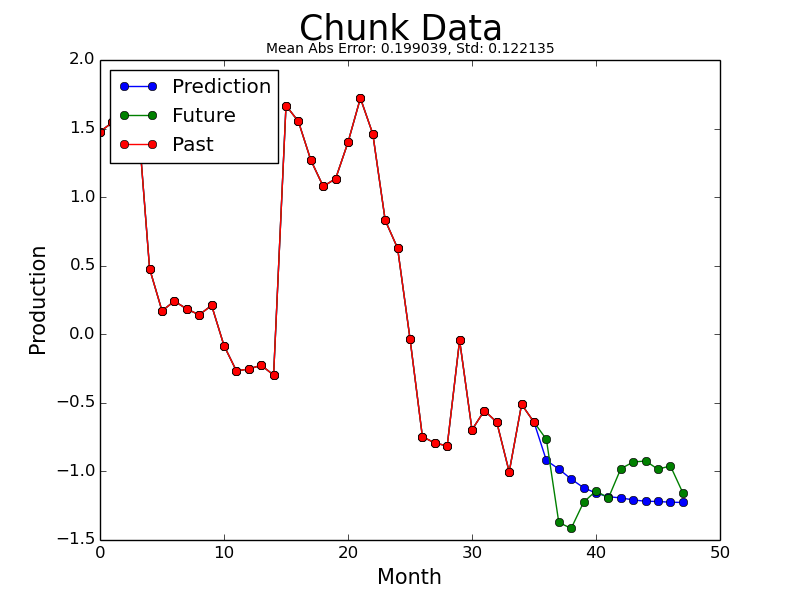 Chunk Data
Mean Abs Error: 0.199039, Std: 0.122135
Prediction
Future
Past
Production
2.0
1.5
1.0
0.5
0.0
−0.5
−1.0
−1.5
0 10 20 30 40 50
Month